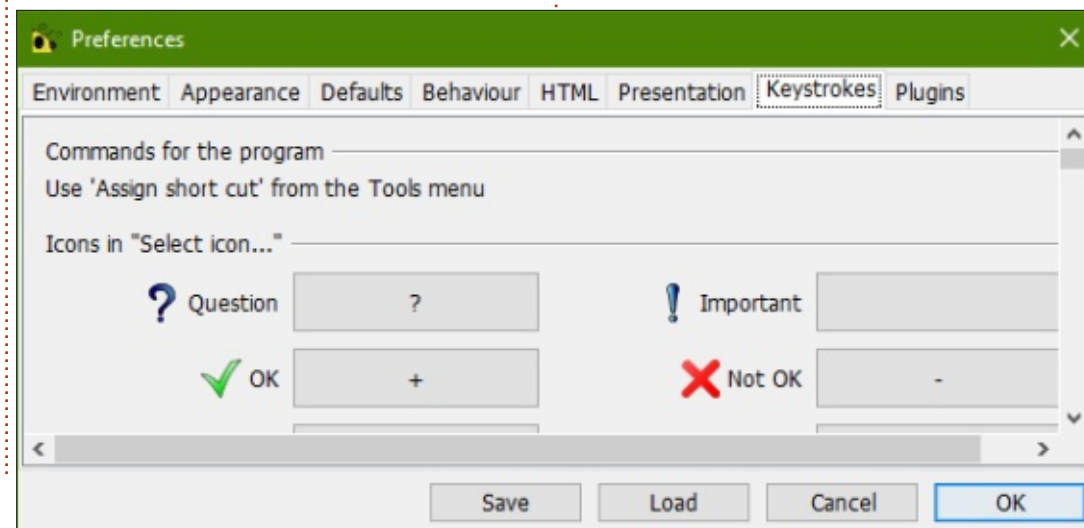 Preferences
Environment Appearance Defaults Behaviour HTML Presentation Keystrokes Plugins
Commands for the program
Use 'Assign short cut' from the Tools menu
Icons in "Select icon..."
? Question ? ! Important
OK + Not OK -
Save Load Cancel OK